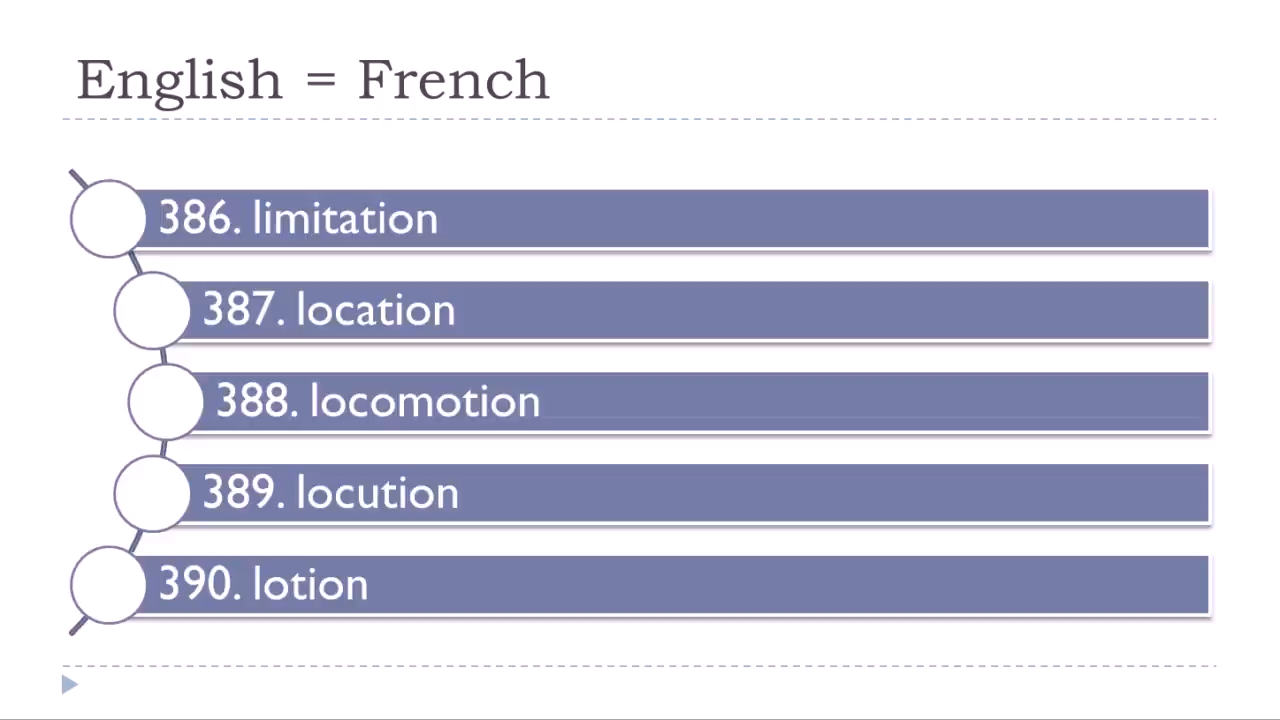 English = French
386. limitation
387. location
388. locomotion
389. locution
390. lotion